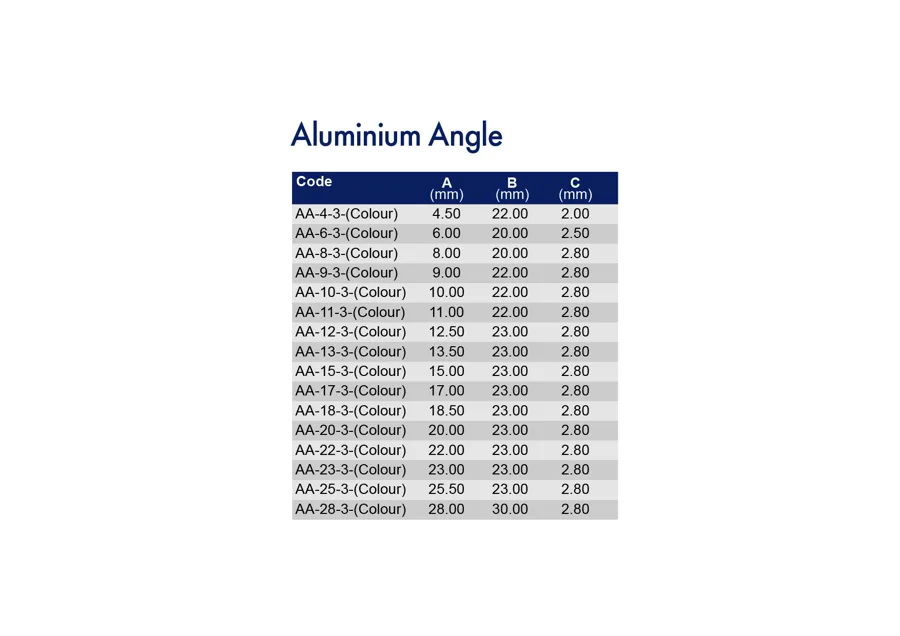 Aluminium Angle
Code A B C
(mm) (mm) (mm)
AA-4-3-(Colour) 4.50 22.00 2.00
AA-6-3-(Colour) 6.00 20.00 2.50
AA-8-3-(Colour) 8.00 20.00 2.80
AA-9-3-(Colour) 9.00 22.00 2.80
AA-10-3-(Colour) 10.00 22.00 2.80
AA-11-3-(Colour) 11.00 22.00 2.80
AA-12-3-(Colour) 12.50 23.00 2.80
AA-13-3-(Colour) 13.50 23.00 2.80
AA-15-3-(Colour) 15.00 23.00 2.80
AA-17-3-(Colour) 17.00 23.00 2.80
AA-18-3-(Colour) 18.50 23.00 2.80
AA-20-3-(Colour) 20.00 23.00 2.80
AA-22-3-(Colour) 22.00 23.00 2.80
AA-23-3-(Colour) 23.00 23.00 2.80
AA-25-3-(Colour) 25.50 23.00 2.80
AA-28-3-(Colour) 28.00 30.00 2.80